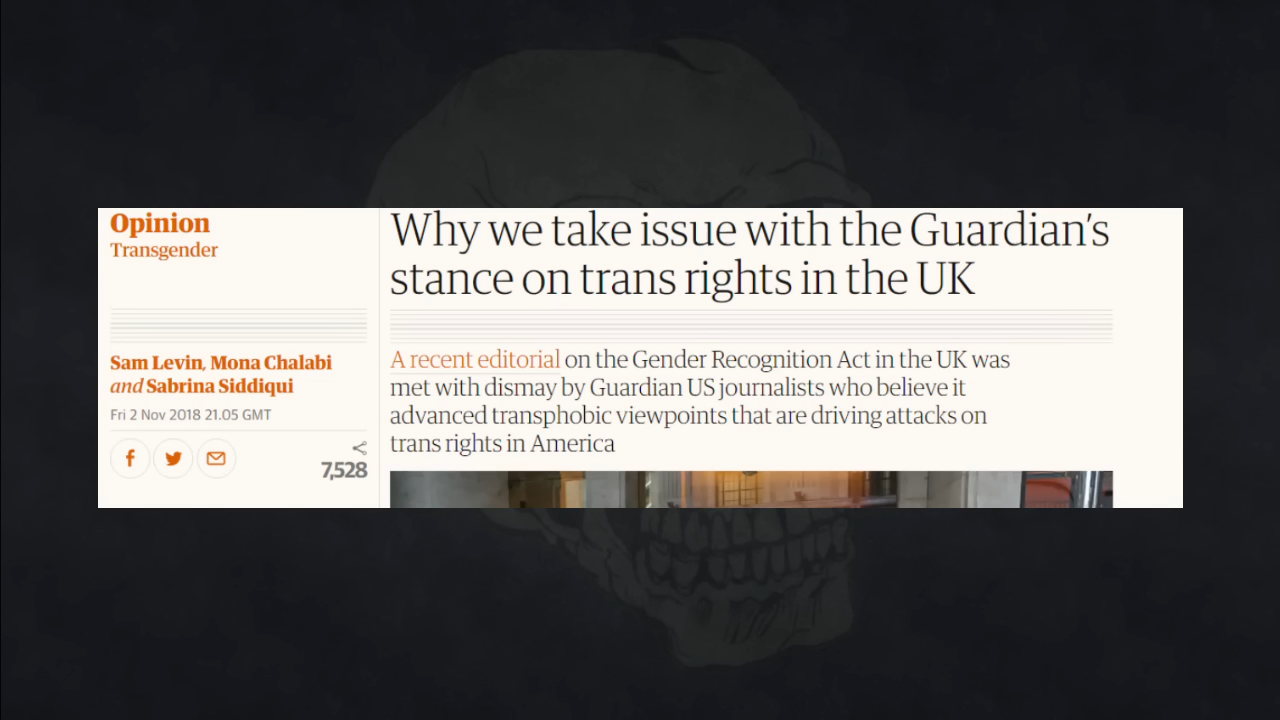 Opinion
Transgender
Sam Levin, Mona Chalabi
and Sabrina Siddiqui
Fri 2 Nov 2018 21.05 GMT
7,528
Why we take issue with the Guardian's
stance on trans rights in the UK
A recent editorial on the Gender Recognition Act in the UK was
met with dismay by Guardian US journalists who believe it
advanced transphobic viewpoints that are driving attacks on
trans rights in America